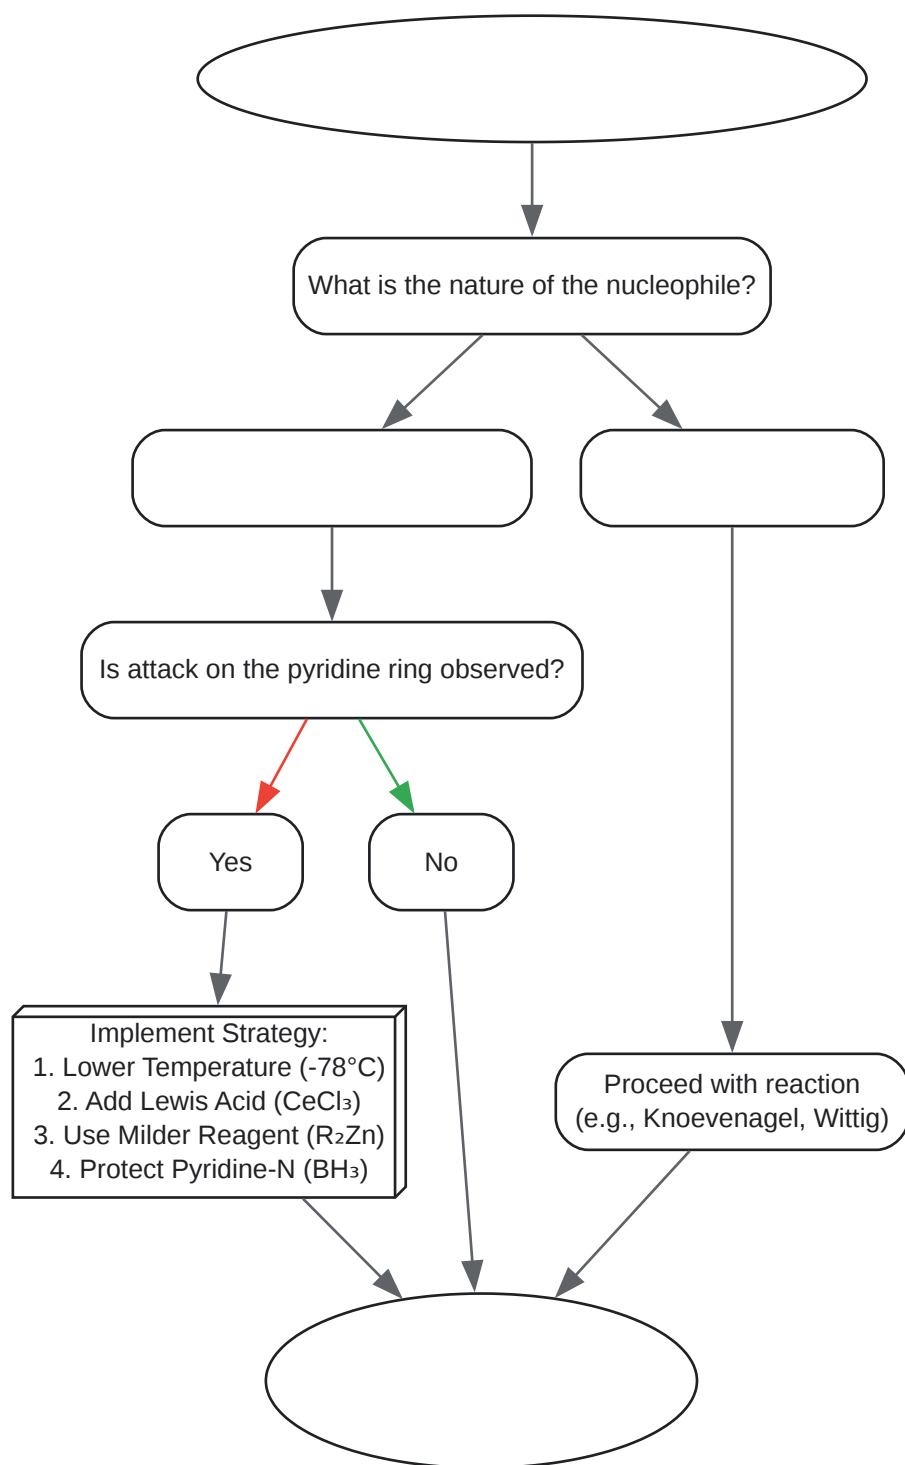 What is the nature of the nucleophile?
Is attack on the pyridine ring observed?
Yes
No
Implement Strategy:
1. Lower Temperature (-78°C)
2. Add Lewis Acid (CeCl₃)
3. Use Milder Reagent (R₂Zn)
4. Protect Pyridine-N (BH₃)
Proceed with reaction
(e.g., Knoevenagel, Wittig)